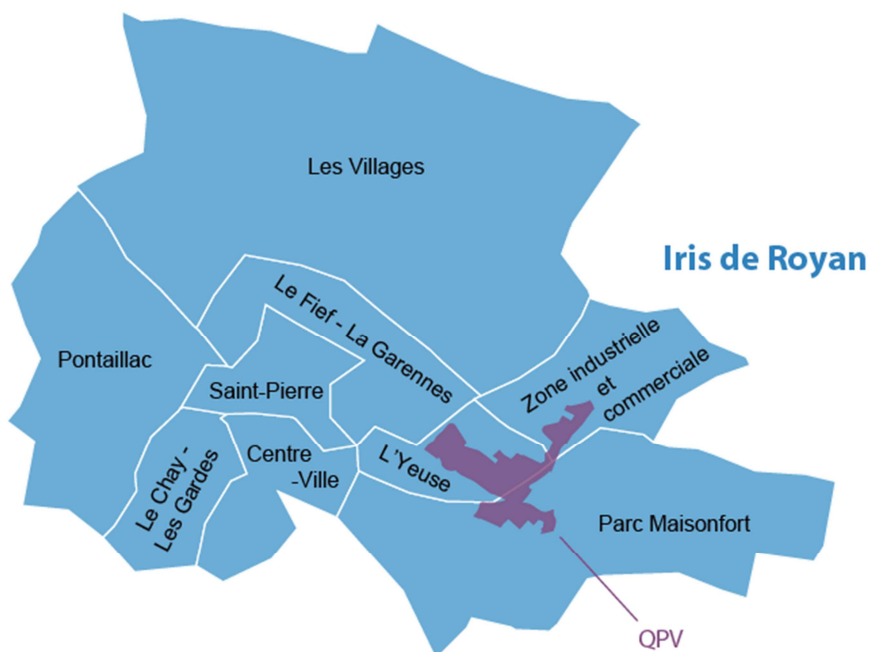 Les Villages
Iris de Royan
Le Fief - La Garennes
Zone industrielle
et
commerciale
Pontaillac
Saint-Pierre
Le Chay -
Les Gardes
Centre
-Ville
L'Yeuse
Parc Maisonfort
QPV